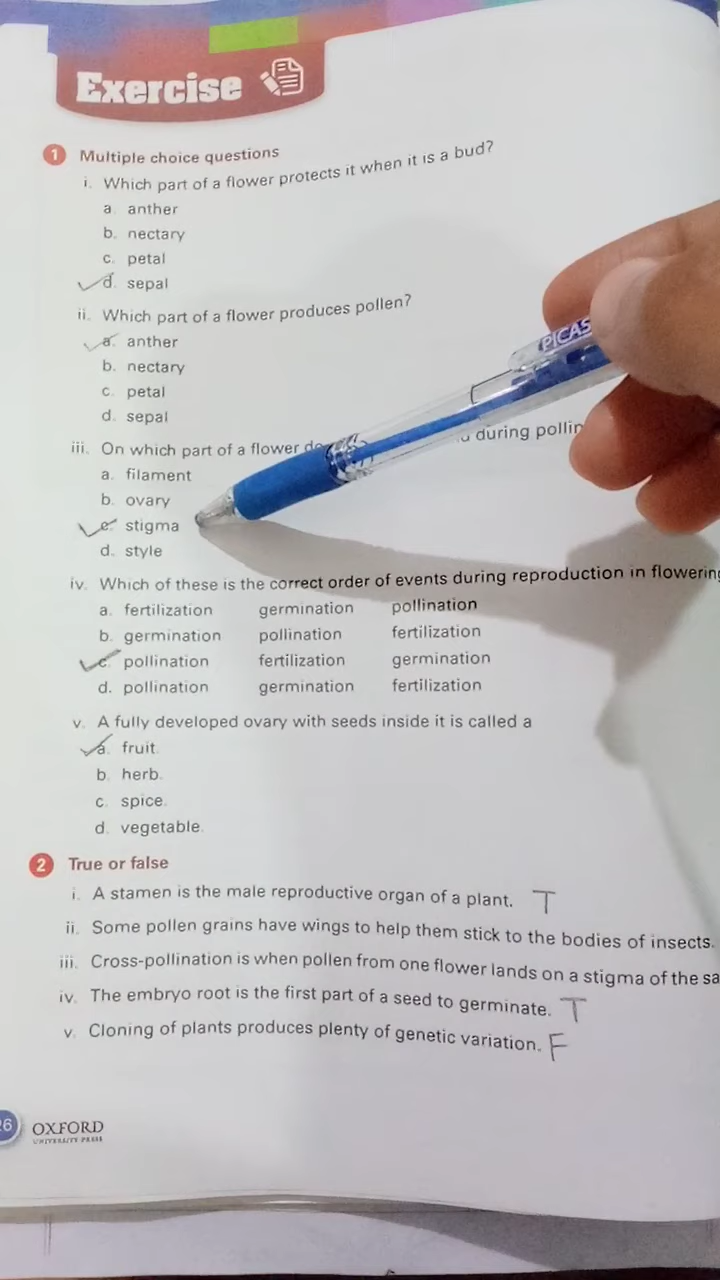 Exercise
1 Multiple choice questions
i. Which part of a flower protects it when it is a bud?
a. anther
b. nectary
c. petal
d. sepal
ii. Which part of a flower produces pollen?
a. anther
b. nectary
c. petal
d. sepal
iii. On which part of a flower during
a. filament
b. ovary
c. stigma
d. style
iv. Which of these is the correct order of events during reproduction in
a. fertilization germination pollination
b. germination pollination fertilization
c. pollination fertilization germination
d. pollination germination fertilization
v. A fully developed ovary with seeds inside it is called a
a. fruit.
b. herb.
c. spice.
d. vegetable.
2 True or false
i. A stamen is the male reproductive organ of a plant. T
ii. Some pollen grains have wings to help them stick to the bodies of insects.
iii. Cross-pollination is when pollen from one flower lands on a stigma of the
iv. The embryo root is the first part of a seed to germinate. T
v. Cloning of plants produces plenty of genetic variation. F
26 OXFORD
UNIVERSITY PRESS
PICAS